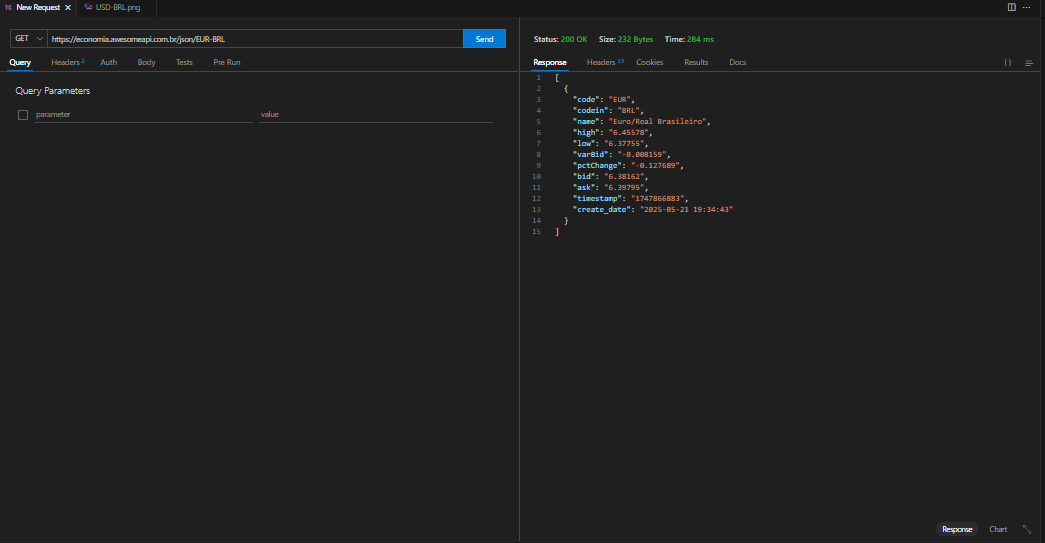 TC New Request ×
USD-BRL.png
GET
https://economia.awesomeapi.com.br/json/EUR-BRL
Send
Query Headers 2 Auth Body Tests Pre Run
Query Parameters
parameter value
Status: 200 OK Size: 232 Bytes Time: 284 ms
Response Headers 33 Cookies Results Docs
{ }
1 [
2 {
3 "code": "EUR",
4 "codein": "BRL",
5 "name": "Euro/Real Brasileiro",
6 "high": "6.45578",
7 "low": "6.37755",
8 "varBid": "-0.008159",
9 "pctChange": "-0.127689",
10 "bid": "6.38162",
11 "ask": "6.39795",
12 "timestamp": "1747866883",
13 "create_date": "2025-05-21 19:34:43"
14 }
15 ]
Response Chart